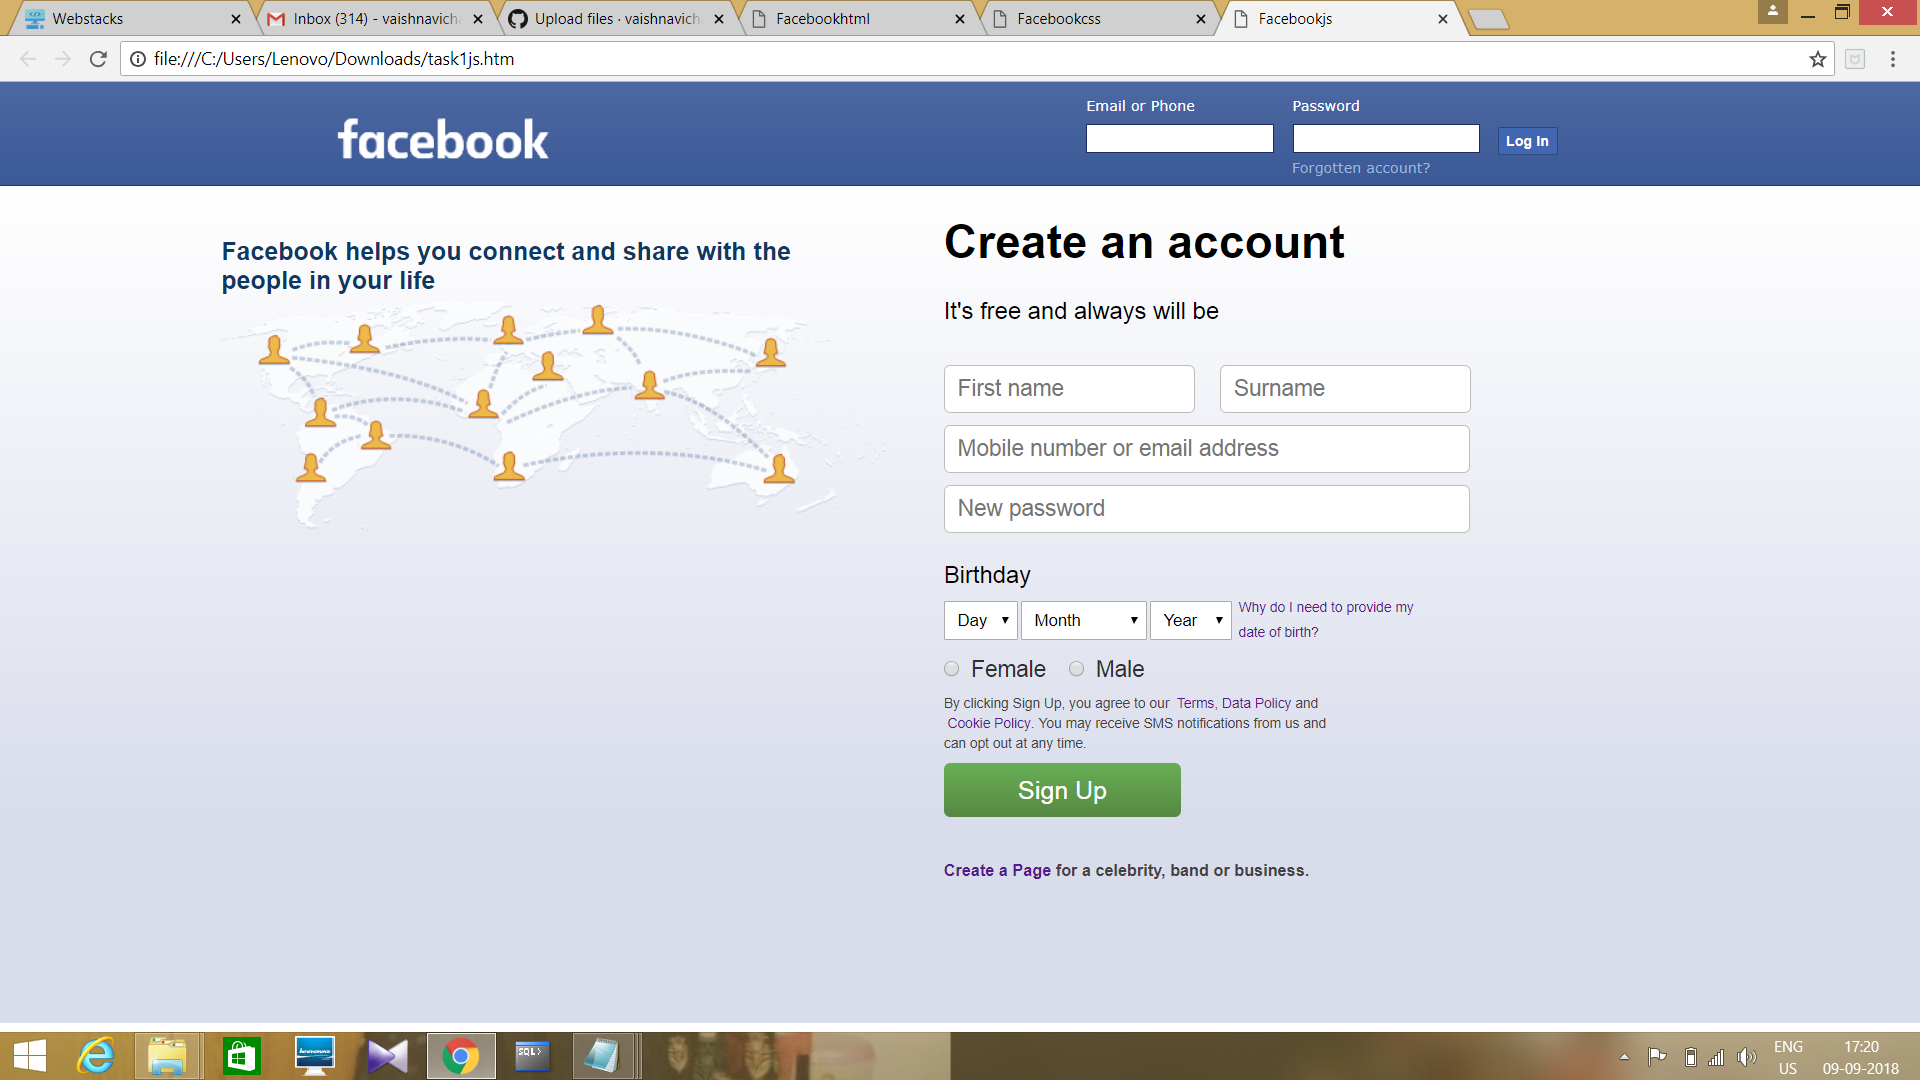 Webstacks
Inbox (314) - vaishnavich
Upload files · vaishnavich
Facebookhtml
Facebookcss
Facebookjs
file:///C:/Users/Lenovo/Downloads/task1js.htm
facebook
Email or Phone
Password
Log In
Forgotten account?
Facebook helps you connect and share with the
people in your life
Create an account
It's free and always will be
First name
Surname
Mobile number or email address
New password
Birthday
Day
Month
Year
Why do I need to provide my
date of birth?
Female
Male
By clicking Sign Up, you agree to our Terms, Data Policy and
Cookie Policy. You may receive SMS notifications from us and
can opt out at any time.
Sign Up
Create a Page for a celebrity, band or business.
SQL>
ENG
US
17:20
09-09-2018